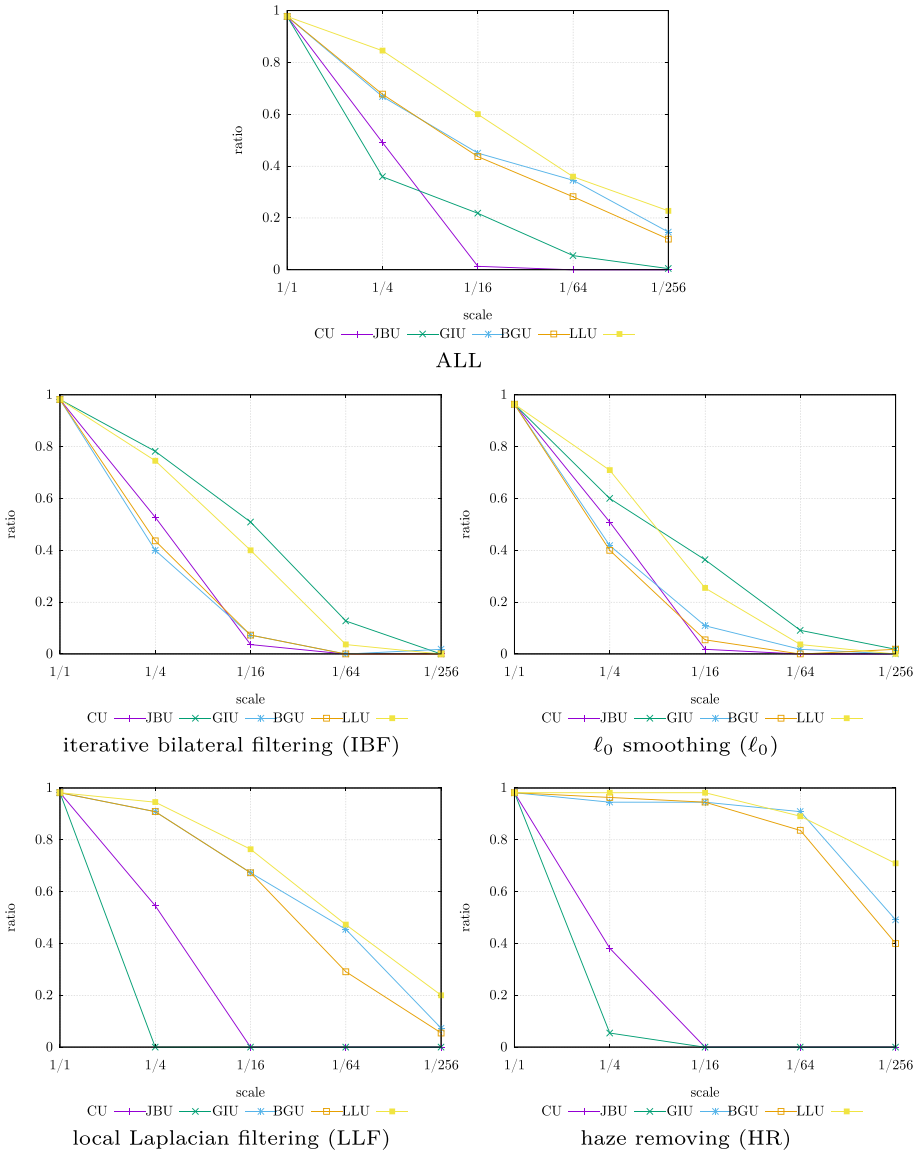 1
0.8
0.6
0.4
0.2
0
ratio
1/1 1/4 1/16 1/64 1/256
scale
CU JBU GIU BGU LLU
ALL
1
0.8
0.6
0.4
0.2
0
ratio
1/1 1/4 1/16 1/64 1/256
scale
CU JBU GIU BGU LLU
iterative bilateral filtering (IBF)
1
0.8
0.6
0.4
0.2
0
ratio
1/1 1/4 1/16 1/64 1/256
scale
CU JBU GIU BGU LLU
ℓ0 smoothing (ℓ0)
1
0.8
0.6
0.4
0.2
0
ratio
1/1 1/4 1/16 1/64 1/256
scale
CU JBU GIU BGU LLU
local Laplacian filtering (LLF)
1
0.8
0.6
0.4
0.2
0
ratio
1/1 1/4 1/16 1/64 1/256
scale
CU JBU GIU BGU LLU
haze removing (HR)